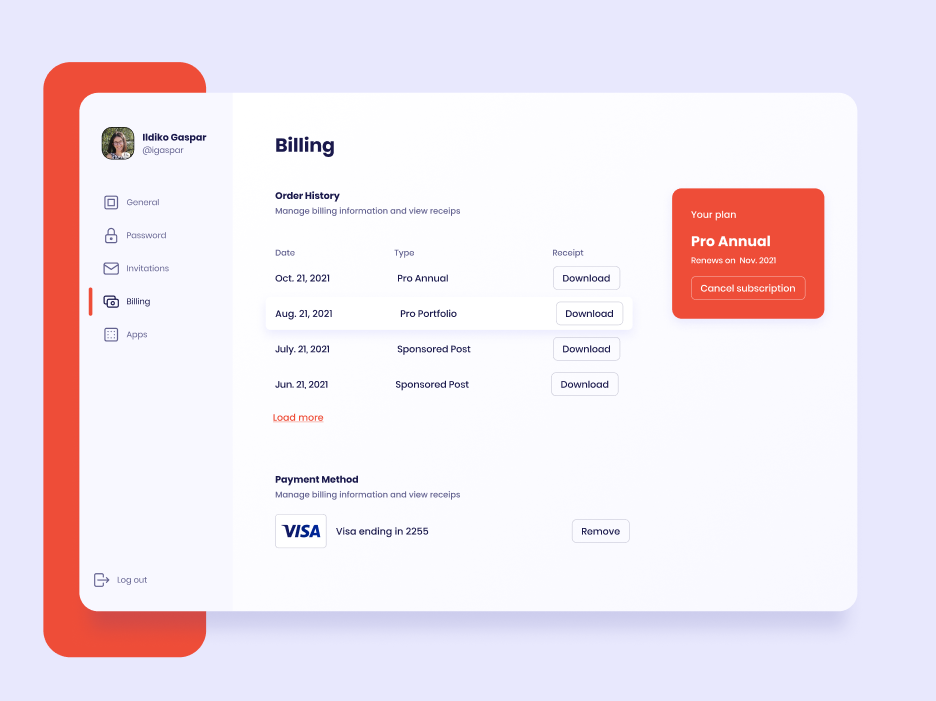 Ildiko Gaspar
@igaspar
General
Password
Invitations
Billing
Apps
Log out
Billing
Order History
Manage billing information and view receips
Date Type Receipt
Oct. 21, 2021 Pro Annual Download
Aug. 21, 2021 Pro Portfolio Download
July. 21, 2021 Sponsored Post Download
Jun. 21, 2021 Sponsored Post Download
Load more
Payment Method
Manage billing information and view receips
VISA Visa ending in 2255 Remove
Your plan
Pro Annual
Renews on Nov. 2021
Cancel subscription